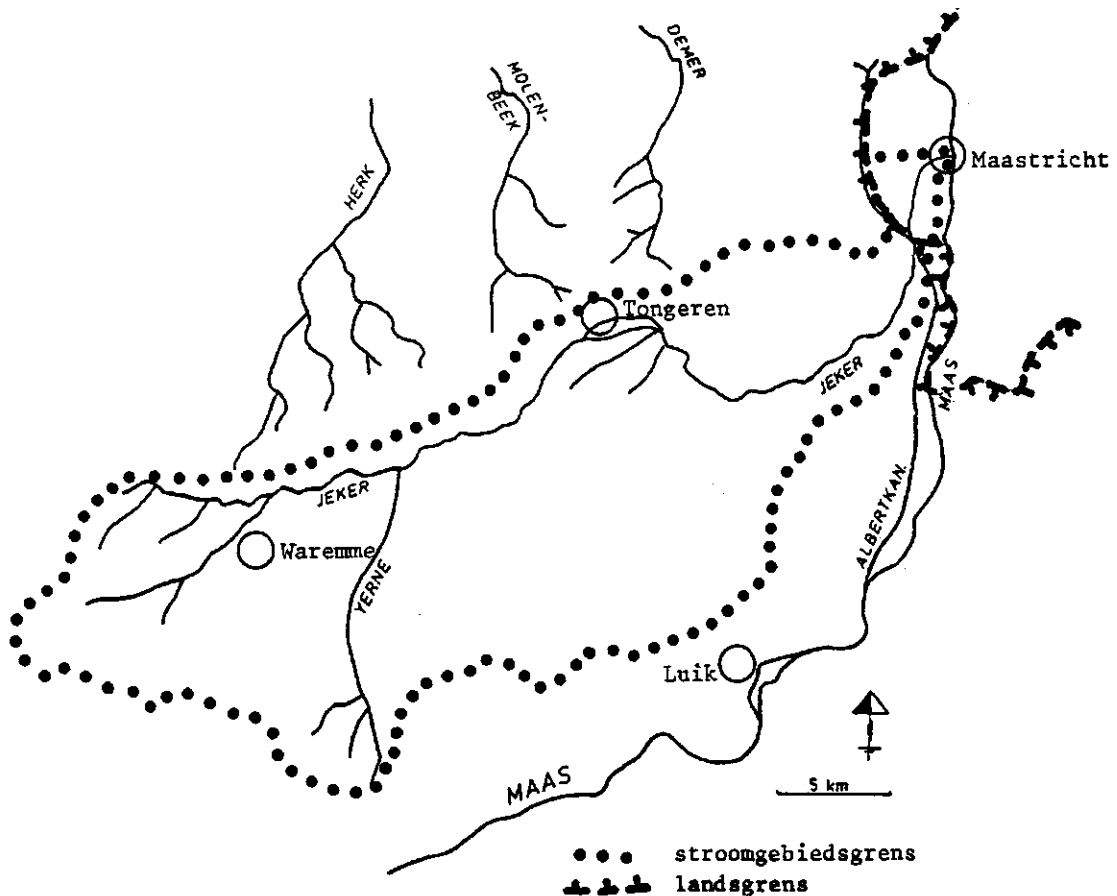 DEMER
MOLEN-
BEEK
HERK
Maastricht
Tongeren
JEKER
MAAS
JEKER
ALBERTKAN.
Waremme
YERNE
Luik
MAAS
5 km
stroomgebiedsgrens
landsgrens